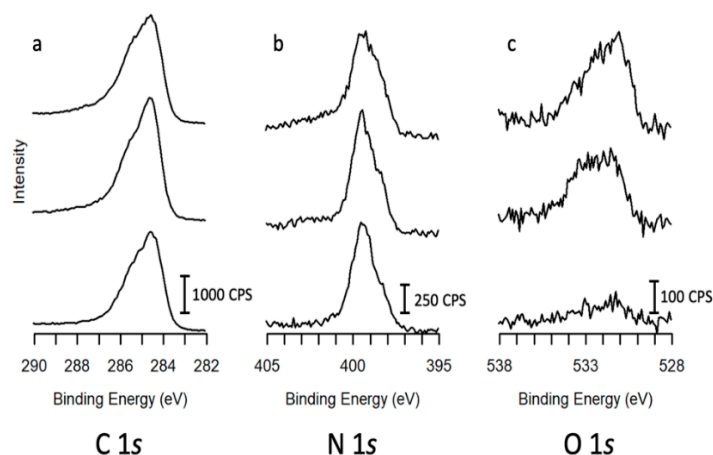 a
b
c
Intensity
1000 CPS
250 CPS
100 CPS
290 288 286 284 282
405 400 395
538 533 528
Binding Energy (eV)
Binding Energy (eV)
Binding Energy (eV)
C 1s
N 1s
O 1s